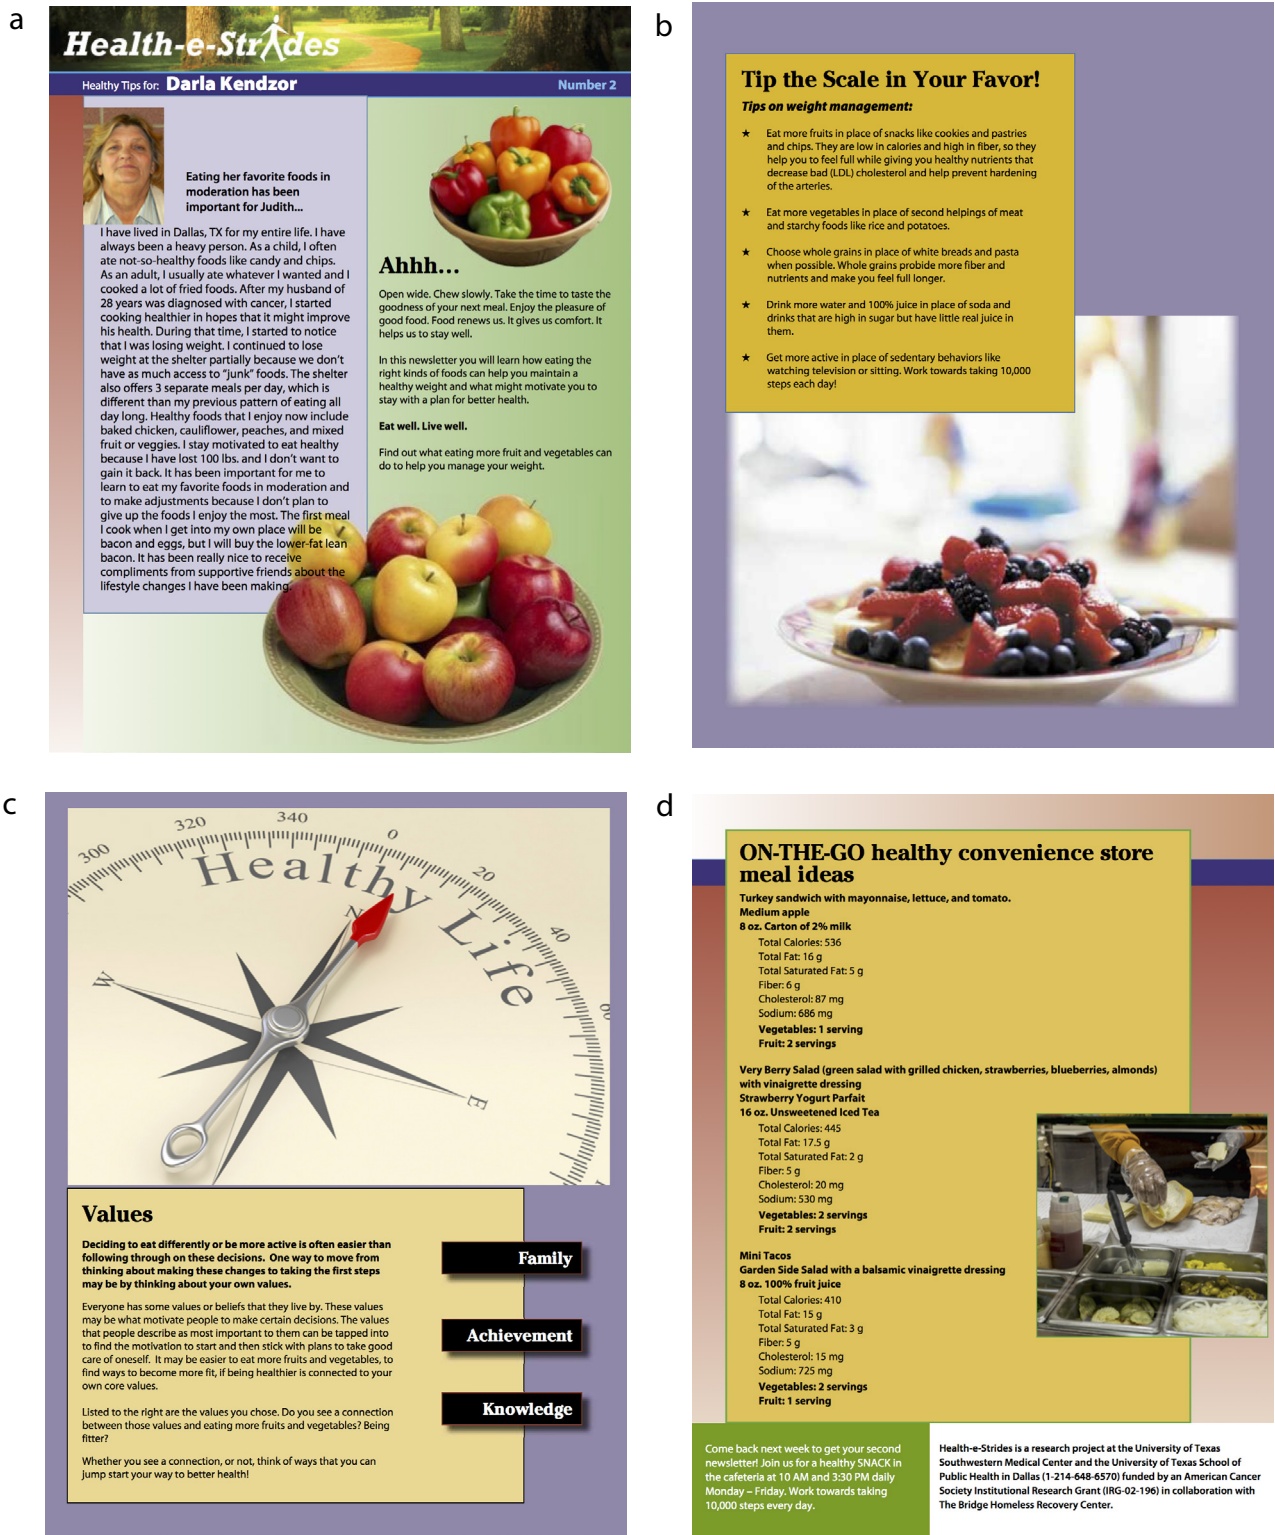 a
Health-e-Strides
Healthy Tips for: Darla Kendzor
Number 2
Eating her favorite foods in
moderation has been
important for Judith...
I have lived in Dallas, TX for my entire life. I have
always been a heavy person. As a child, I often
ate not-so-healthy foods like candy and chips.
As an adult, I usually ate whatever I wanted and I
cooked a lot of fried foods. After my husband of
28 years was diagnosed with cancer, I started
cooking healthier in hopes that it might improve
his health. During that time, I started to notice
that I was losing weight. I continued to lose
weight at the shelter partially because we don't
have as much access to “junk” foods. The shelter
also offers 3 separate meals per day, which is
different than my previous pattern of eating all
day long. Healthy foods that I enjoy now include
baked chicken, cauliflower, peaches, and mixed
fruit or veggies. I stay motivated to eat healthy
because I have lost 100 lbs. and I don't want to
gain it back. It has been important for me to
learn to eat my favorite foods in moderation and
to make adjustments because I don't plan to
give up the foods I enjoy the most. The first meal
I cook when I get into my own place will be
bacon and eggs, but I will buy the lower-fat lean
bacon. It has been really nice to receive
compliments from supportive friends about the
lifestyle changes I have been making.
Ahhh...
Open wide. Chew slowly. Take the time to taste the
goodness of your next meal. Enjoy the pleasure of
good food. Food renews us. It gives us comfort. It
helps us to stay well.
In this newsletter you will learn how eating the
right kinds of foods can help you maintain a
healthy weight and what might motivate you to
stay with a plan for better health.
Eat well. Live well.
Find out what eating more fruit and vegetables can
do to help you manage your weight.
b
Tip the Scale in Your Favor!
Tips on weight management:
★ Eat more fruits in place of snacks like cookies and pastries
and chips. They are low in calories and high in fiber, so they
help you to feel full while giving you healthy nutrients that
decrease bad (LDL) cholesterol and help prevent hardening
of the arteries.
★ Eat more vegetables in place of second helpings of meat
and starchy foods like rice and potatoes.
★ Choose whole grains in place of white breads and pasta
when possible. Whole grains probide more fiber and
nutrients and make you feel full longer.
★ Drink more water and 100% juice in place of soda and
drinks that are high in sugar but have little real juice in
them.
★ Get more active in place of sedentary behaviors like
watching television or sitting. Work towards taking 10,000
steps each day!
c
300 320 340 0 20 40 60
Healthy Life
N
W
E
Values
Deciding to eat differently or be more active is often easier than
following through on these decisions. One way to move from
thinking about making these changes to taking the first steps
may be by thinking about your own values.
Everyone has some values or beliefs that they live by. These values
may be what motivate people to make certain decisions. The values
that people describe as most important to them can be tapped into
to find the motivation to start and then stick with plans to take good
care of oneself. It may be easier to eat more fruits and vegetables, to
find ways to become more fit, if being healthier is connected to your
own core values.
Listed to the right are the values you chose. Do you see a connection
between those values and eating more fruits and vegetables? Being
fitter?
Whether you see a connection, or not, think of ways that you can
jump start your way to better health!
Family
Achievement
Knowledge
d
ON-THE-GO healthy convenience store
meal ideas
Turkey sandwich with mayonnaise, lettuce, and tomato.
Medium apple
8 oz. Carton of 2% milk
Total Calories: 536
Total Fat: 16 g
Total Saturated Fat: 5 g
Fiber: 6 g
Cholesterol: 87 mg
Sodium: 686 mg
Vegetables: 1 serving
Fruit: 2 servings
Very Berry Salad (green salad with grilled chicken, strawberries, blueberries, almonds)
with vinaigrette dressing
Strawberry Yogurt Parfait
16 oz. Unsweetened Iced Tea
Total Calories: 445
Total Fat: 17.5 g
Total Saturated Fat: 2 g
Fiber: 5 g
Cholesterol: 20 mg
Sodium: 530 mg
Vegetables: 2 servings
Fruit: 2 servings
Mini Tacos
Garden Side Salad with a balsamic vinaigrette dressing
8 oz. 100% fruit juice
Total Calories: 410
Total Fat: 15 g
Total Saturated Fat: 3 g
Fiber: 5 g
Cholesterol: 15 mg
Sodium: 725 mg
Vegetables: 2 servings
Fruit: 1 serving
Come back next week to get your second
newsletter! Join us for a healthy SNACK in
the cafeteria at 10 AM and 3:30 PM daily
Monday – Friday. Work towards taking
10,000 steps every day.
Health-e-Strides is a research project at the University of Texas
Southwestern Medical Center and the University of Texas School of
Public Health in Dallas (1-214-648-6570) funded by an American Cancer
Society Institutional Research Grant (IRG-02-196) in collaboration with
The Bridge Homeless Recovery Center.